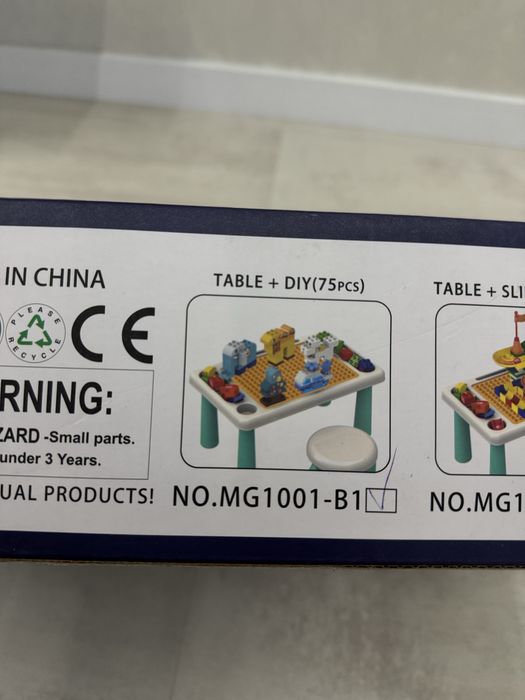 IN CHINA
PLEASE RECYCLE
CE
RNING:
ZARD -Small parts.
under 3 Years.
UAL PRODUCTS!
TABLE + DIY(75PCS)
NO.MG1001-B1
TABLE + SLI
NO.MG1